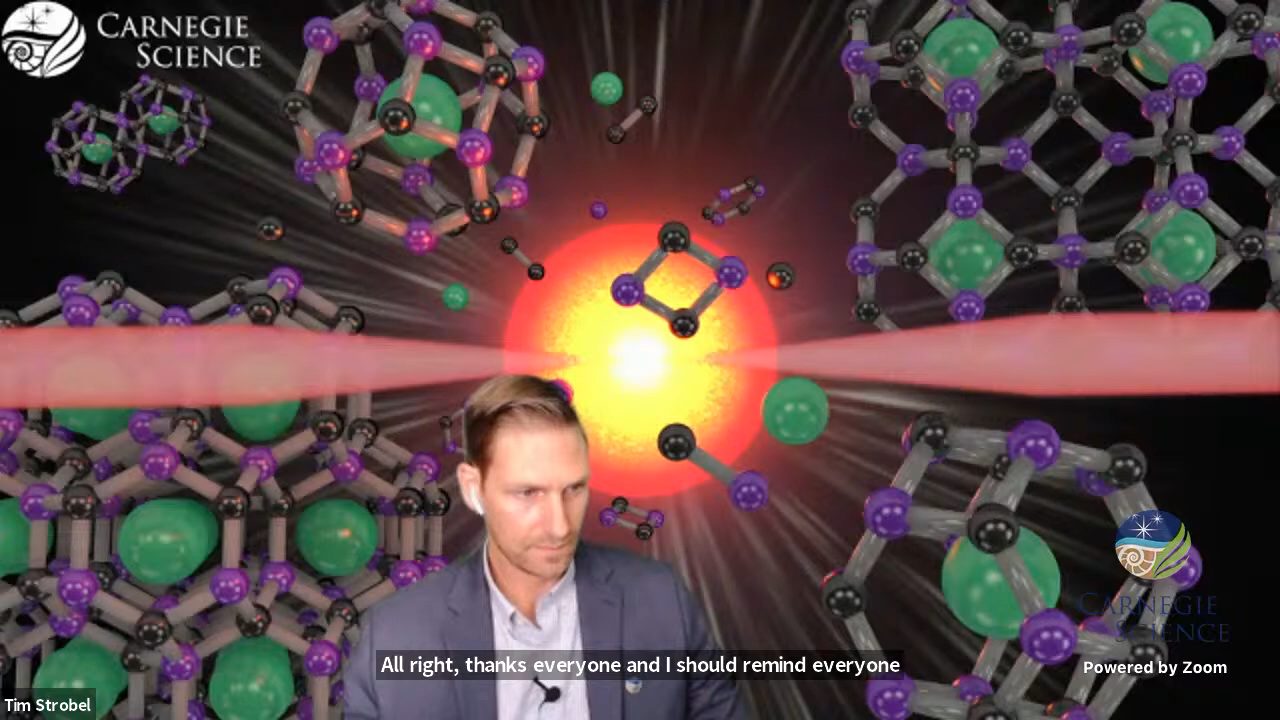 CARNEGIE
SCIENCE
CARNEGIE
SCIENCE
All right, thanks everyone and I should remind everyone
Powered by Zoom
Tim Strobel